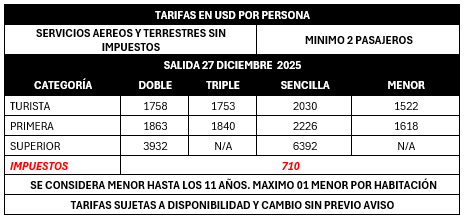 TARIFAS EN USD POR PERSONA
SERVICIOS AEREOS Y TERRESTRES SIN IMPUESTOS MINIMO 2 PASAJEROS
SALIDA 27 DICIEMBRE 2025
CATEGORÍA DOBLE TRIPLE SENCILLA MENOR
TURISTA 1758 1753 2030 1522
PRIMERA 1863 1840 2226 1618
SUPERIOR 3932 N/A 6392 N/A
IMPUESTOS 710
SE CONSIDERA MENOR HASTA LOS 11 AÑOS. MAXIMO 01 MENOR POR HABITACIÓN
TARIFAS SUJETAS A DISPONIBILIDAD Y CAMBIO SIN PREVIO AVISO